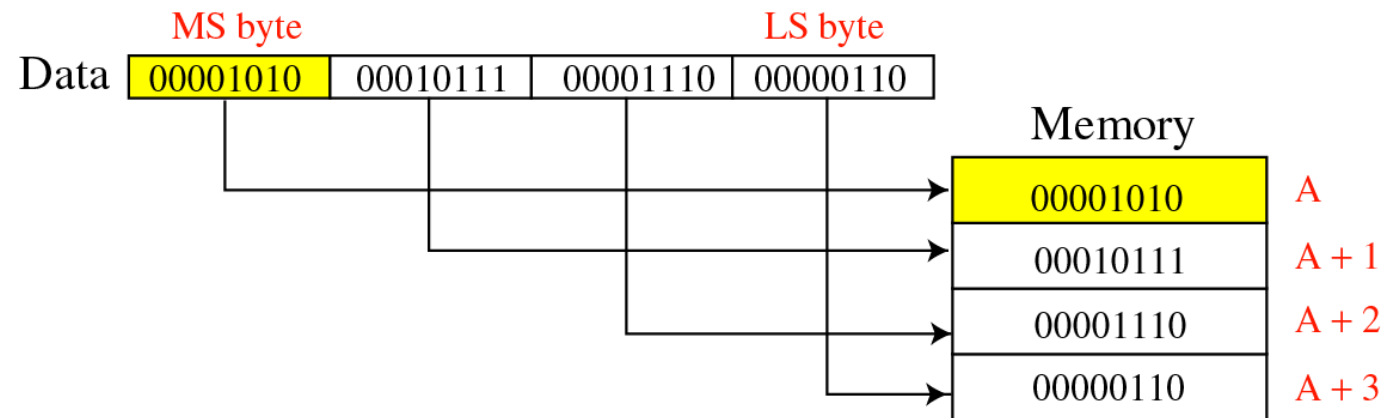 MS byte LS byte
Data 00001010 00010111 00001110 00000110
Memory
00001010 A
00010111 A + 1
00001110 A + 2
00000110 A + 3